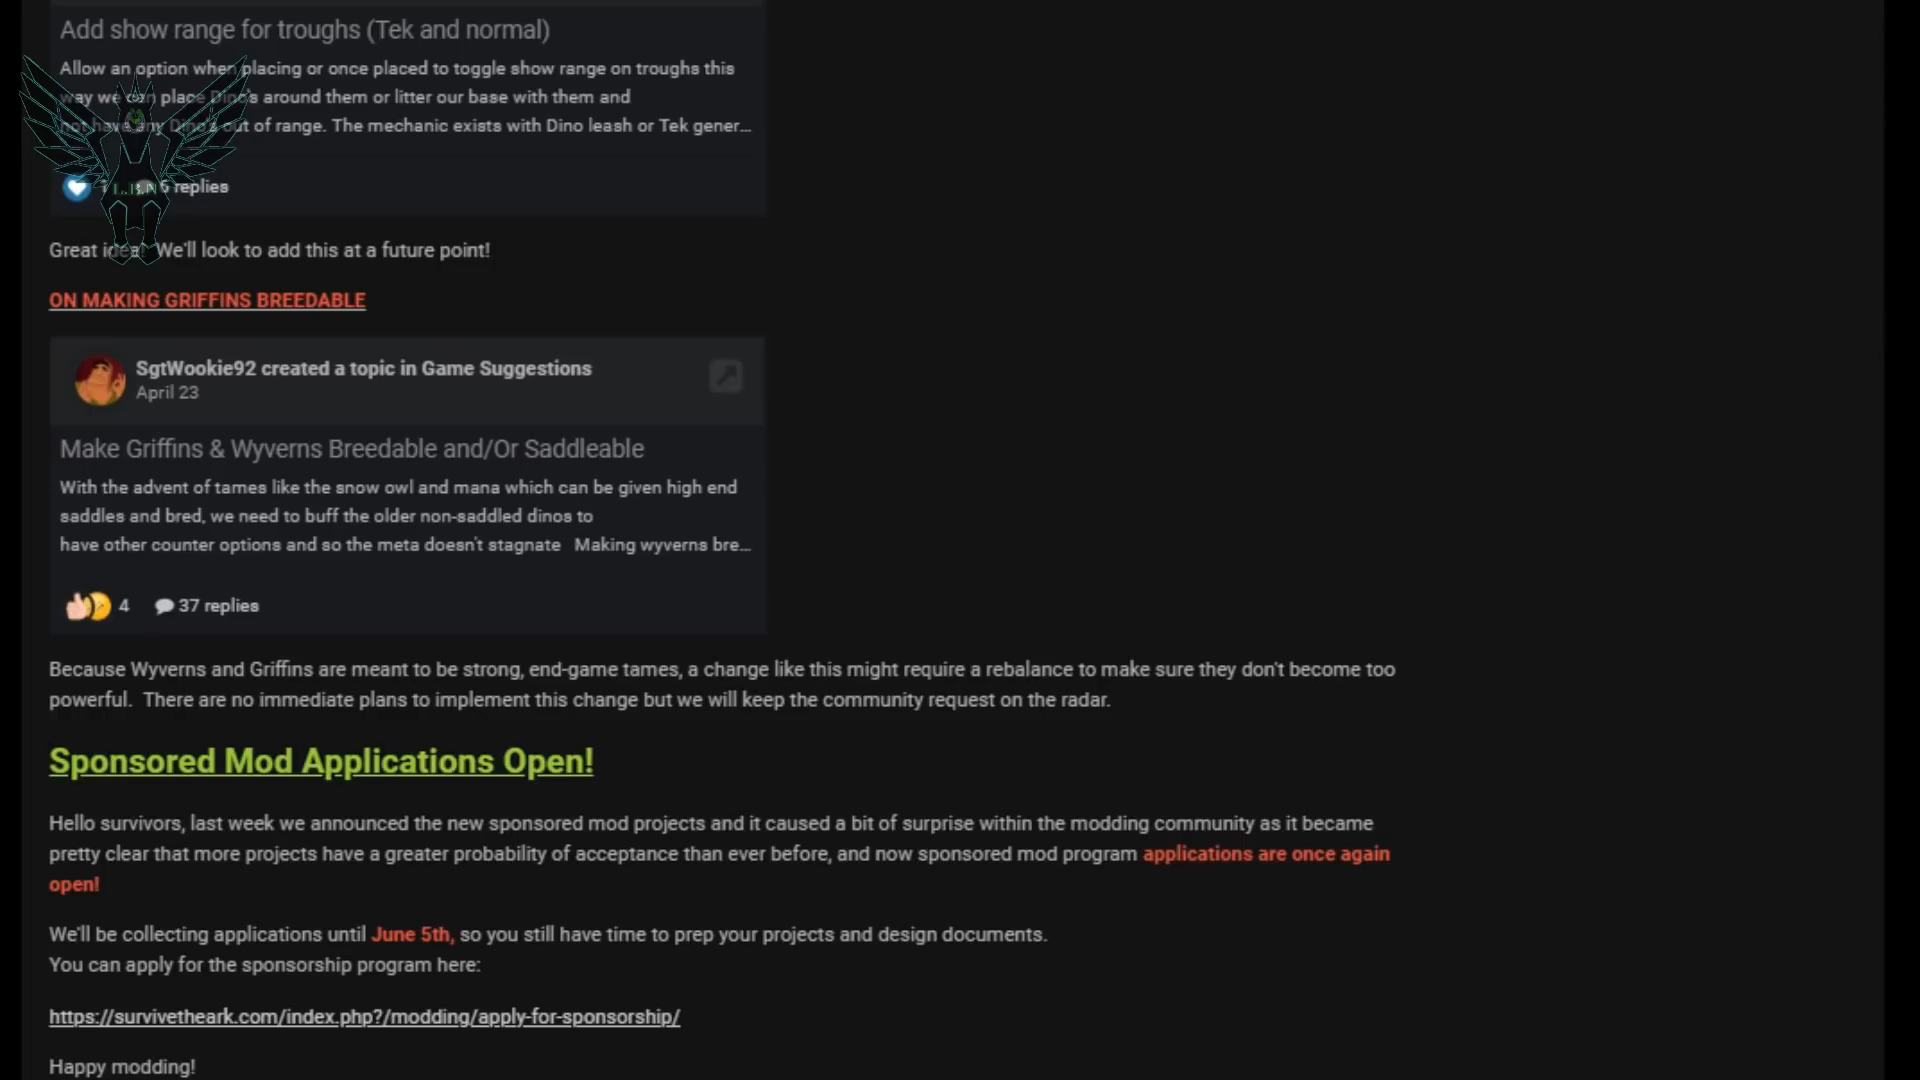 Add show range for troughs (Tek and normal)
Allow an option when placing or once placed to toggle show range on troughs this
way we can place Dino's around them or litter our base with them and
not have any Dino's out of range. The mechanic exists with Dino leash or Tek gener...
6 replies
Great idea! We'll look to add this at a future point!
ON MAKING GRIFFINS BREEDABLE
SgtWookie92 created a topic in Game Suggestions
April 23
Make Griffins & Wyverns Breedable and/Or Saddleable
With the advent of tames like the snow owl and mana which can be given high end
saddles and bred, we need to buff the older non-saddled dinos to
have other counter options and so the meta doesn't stagnate   Making wyverns bre...
4 37 replies
Because Wyverns and Griffins are meant to be strong, end-game tames, a change like this might require a rebalance to make sure they don't become too
powerful.  There are no immediate plans to implement this change but we will keep the community request on the radar.
Sponsored Mod Applications Open!
Hello survivors, last week we announced the new sponsored mod projects and it caused a bit of surprise within the modding community as it became
pretty clear that more projects have a greater probability of acceptance than ever before, and now sponsored mod program applications are once again
open!
We'll be collecting applications until June 5th, so you still have time to prep your projects and design documents.
You can apply for the sponsorship program here:
https://survivetheark.com/index.php?/modding/apply-for-sponsorship/
Happy modding!